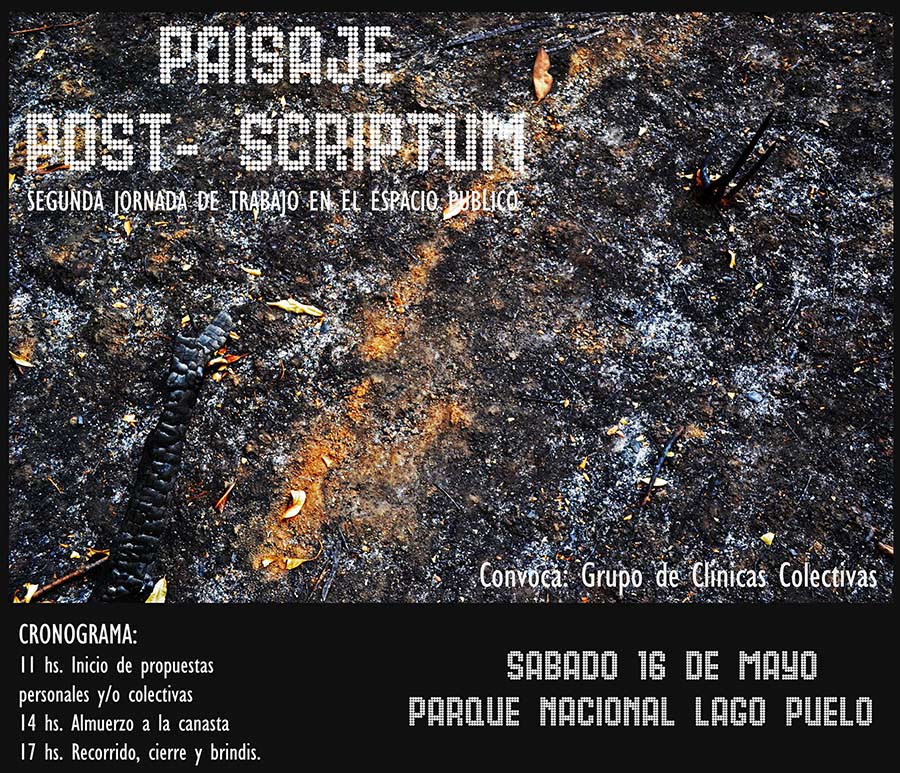 PAISAJE
POST- SCRIPTUM
SEGUNDA JORNADA DE TRABAJO EN EL ESPACIO PUBLICO
Convoca: Grupo de Clinicas Colectivas
CRONOGRAMA:
11 hs. Inicio de propuestas
personales y/o colectivas
14 hs. Almuerzo a la canasta
17 hs. Recorrido, cierre y brindis.
SABADO 16 DE MAYO
PARQUE NACIONAL LAGO PUELO